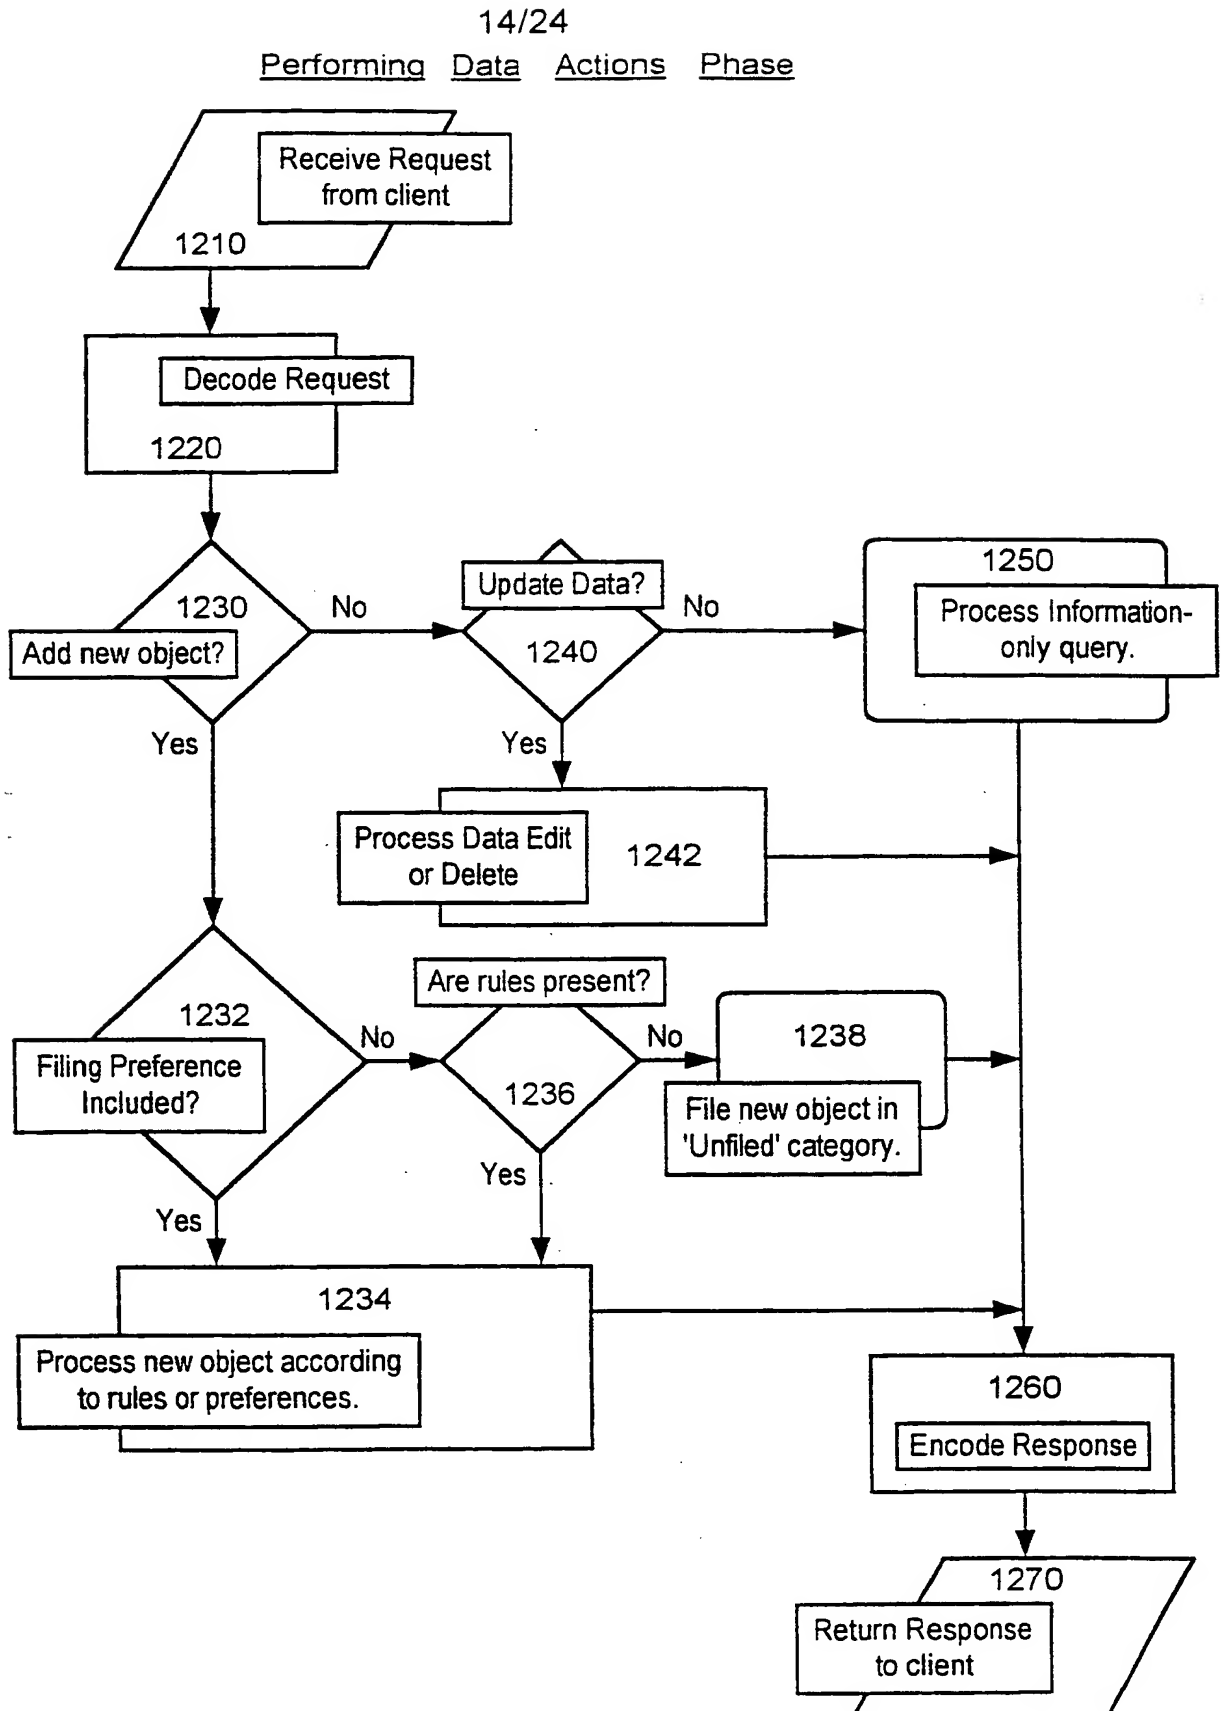 14/24
Performing Data Actions Phase
Receive Request
from client
1210
Decode Request
1220
1230
Add new object?
No
Yes
Update Data?
1240
No
Yes
1250
Process Information-
only query.
Process Data Edit
or Delete
1242
1232
Filing Preference
Included?
No
Yes
Are rules present?
1236
No
Yes
1238
File new object in
'Unfiled' category.
1234
Process new object according
to rules or preferences.
1260
Encode Response
1270
Return Response
to client